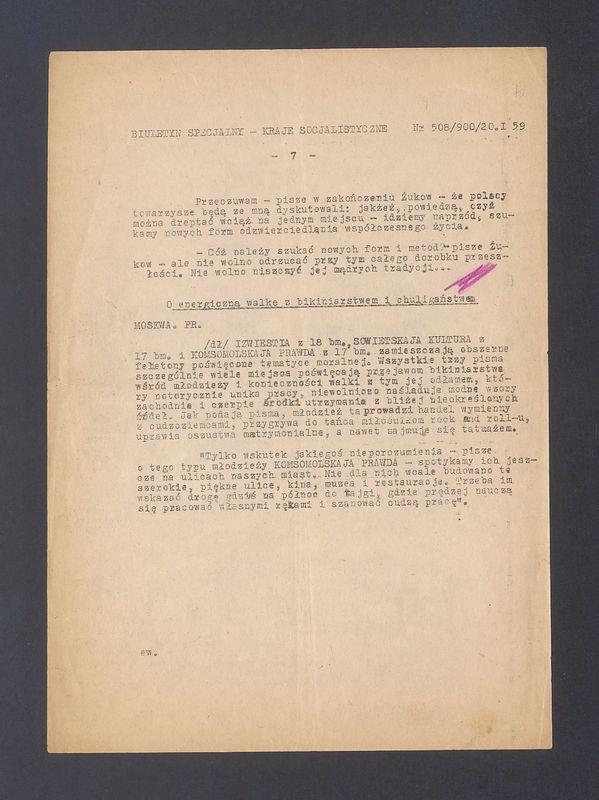 BIULETYN SPECJALNY - KRAJE SOCJALISTYCZNE Nr 508/900/20.I 59
- 7 -
Przeczuwam - pisze w zakończeniu Żukow - że polscy
towarzysze będą ze mną dyskutowali: jakżeż, powiedzą, czyż
można dreptać wciąż na jednym miejscu - idziemy naprzód, szu-
kamy nowych form odzwierciedlania współczesnego życia.
- Cóż należy szukać nowych form i metod - pisze Żu-
kow - ale nie wolno odrzucać przy tym całego dorobku przesz-
łości. Nie wolno niszczyć jej mądrych tradycji...
O energiczną walkę z bikiniarstwem i chuligaństwem
MOSKWA. PR.
/dł/ IZWIESTIA z 18 bm., SOWIETSKAJA KULTURA z
17 bm. i KOMSOMOLSKAJA PRAWDA z 17 bm. zamieszczają obszerne
felietony poświęcone tematyce moralnej. Wszystkie trzy pisma
szczególnie wiele miejsca poświęcają przejawom bikiniarstwa
wśród młodzieży i konieczności walki z tym jej odłamem, któ-
ry notorycznie unika pracy, niewolniczo naśladuje modne wzory
zachodnie i czerpie środki utrzymania z bliżej nieokreślonych
źródeł. Jak podają pisma, młodzież ta prowadzi handel wymienny
z cudzoziemcami, przygrywa do tańca miłośnikom rock and roll-u,
uprawia oszustwa matrymonialne, a nawet zajmuje się tatuażem.
"Tylko wskutek jakiegoś nieporozumienia - pisze
o tego typu młodzieży KOMSOMOLSKAJA PRAWDA - spotykamy ich jesz-
cze na ulicach naszych miast. Nie dla nich wcale budowano te
szerokie, piękne ulice, kina, muzea i restauracje. Trzeba im
wskazać drogę gdzieś na północ do tajgi, gdzie prędzej nauczą
się pracować własnymi rękami i szanować cudzą pracę".
ew.